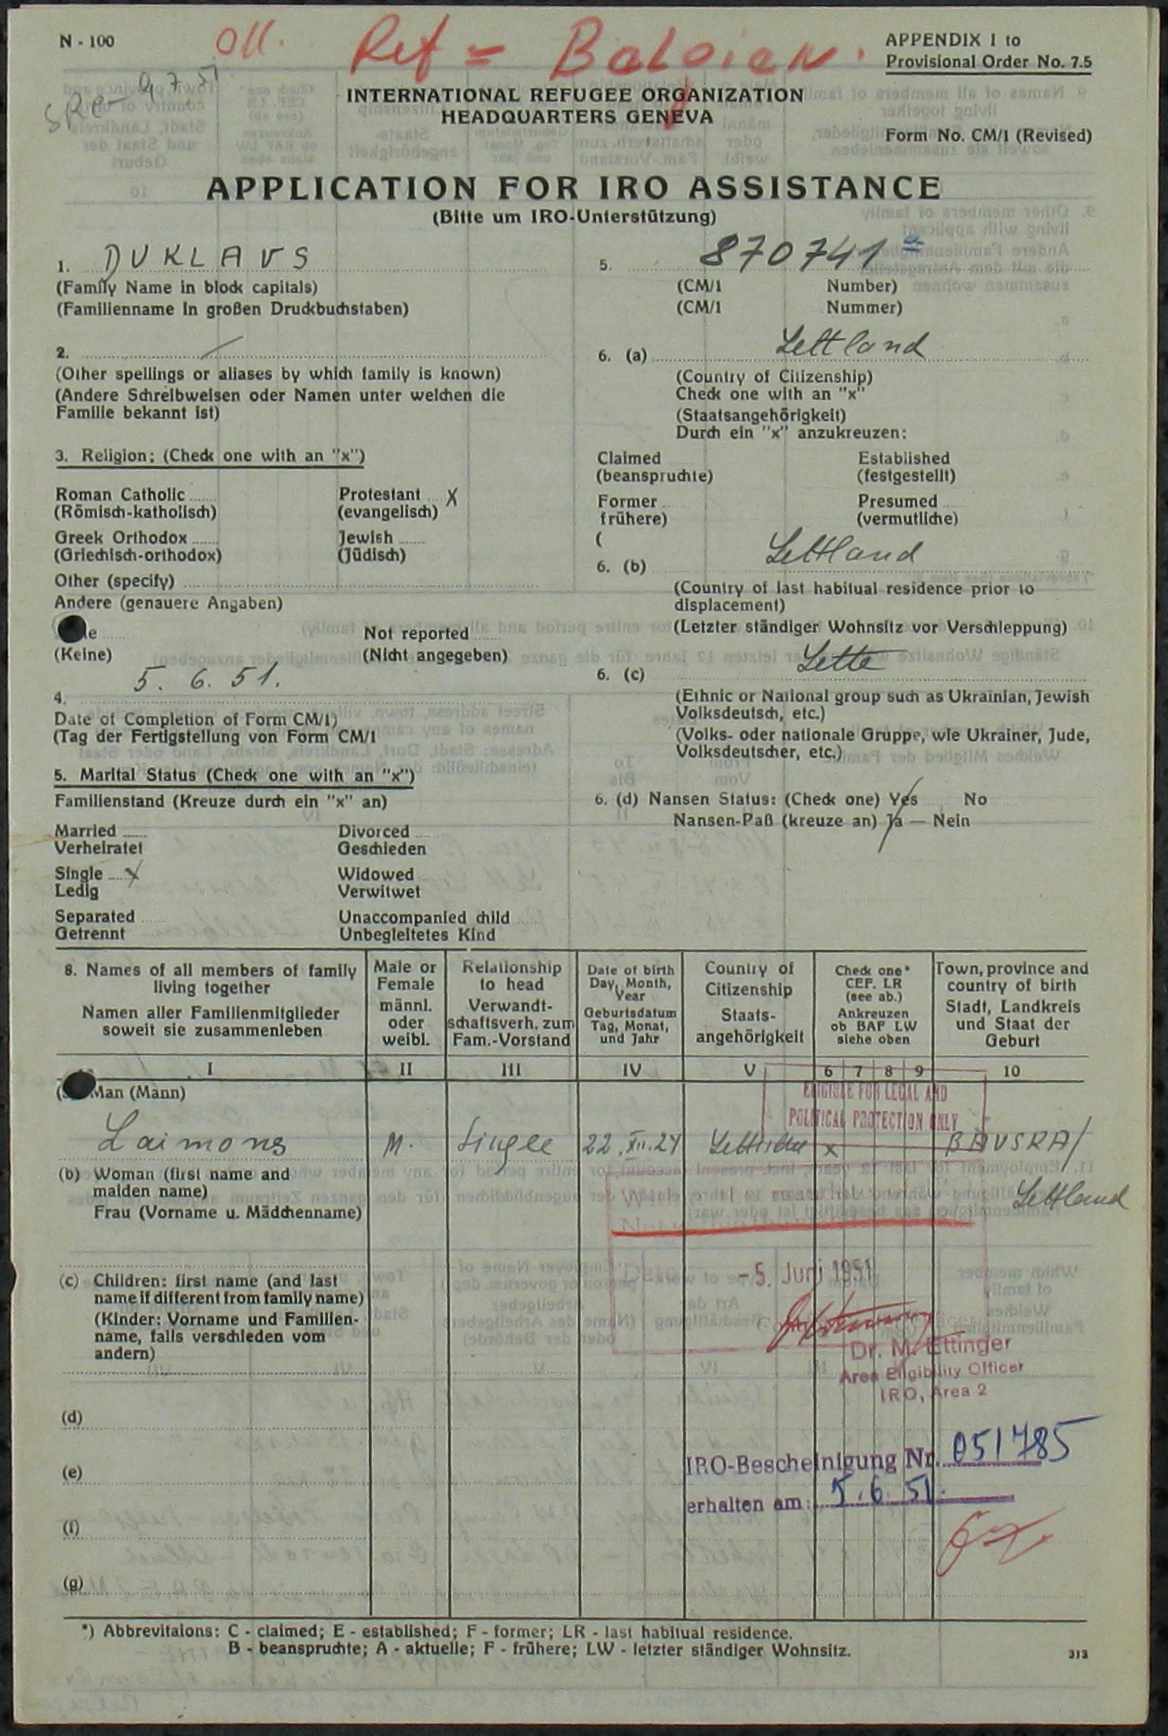 N - 100
Oll.
Ref = Belgien.
APPENDIX 1 to
Provisional Order No. 7.5
SRe- 9.7.51
INTERNATIONAL REFUGEE ORGANIZATION
HEADQUARTERS GENEVA
Form No. CM/1 (Revised)
APPLICATION FOR IRO ASSISTANCE
(Bitte um IRO-Unterstützung)
1. DUKLAVS
(Family Name in block capitals)
(Familienname in großen Druckbuchstaben)
5. 870741
(CM/1 Number)
(CM/1 Nummer)
2. /
(Other spellings or aliases by which family is known)
(Andere Schreibweisen oder Namen unter welchen die
Familie bekannt ist)
6. (a) Lettland
(Country of Citizenship)
Check one with an "x"
(Staatsangehörigkeit)
Durch ein "x" anzukreuzen:
3. Religion: (Check one with an "x")
Claimed Established
(beanspruchte) (festgestellt)
Roman Catholic Protestant X
(Römisch-katholisch) (evangelisch)
Former Presumed
frühere) (vermutliche)
(
Greek Orthodox Jewish
(Griechisch-orthodox) (Jüdisch)
Other (specify)
Andere (genauere Angaben)
6. (b) Lettland
(Country of last habitual residence prior to
displacement)
(Letzter ständiger Wohnsitz vor Verschleppung)
Not reported
(Keine) (Nicht angegeben)
4. 5. 6. 51.
Date of Completion of Form CM/1)
(Tag der Fertigstellung von Form CM/1
6. (c) Lette
(Ethnic or National group such as Ukrainian, Jewish
Volksdeutsch, etc.)
(Volks- oder nationale Gruppe, wie Ukrainer, Jude,
Volksdeutscher, etc.)
5. Marital Status (Check one with an "x")
Familienstand (Kreuze durch ein "x" an)
6. (d) Nansen Status: (Check one) Yes No
Nansen-Paß (kreuze an) Ja — Nein
Married Divorced
Verheiratet Geschieden
Single x Widowed
Ledig Verwitwet
Separated Unaccompanied child
Getrennt Unbegleitetes Kind
8. Names of all members of family
living together
Namen aller Familienmitglieder
soweit sie zusammenleben
Male or
Female
männl.
oder
weibl.
Relationship
to head
Verwandt-
schaftsverh. zum
Fam.-Vorstand
Date of birth
Day, Month,
Year
Geburtsdatum
Tag, Monat,
und Jahr
Country of
Citizenship
Staats-
angehörigkeit
Check one*
CEF. LR
(see ab.)
Ankreuzen
ob BAF LW
siehe oben
Town, province and
country of birth
Stadt, Landkreis
und Staat der
Geburt
I II III IV V 6 7 8 9 10
Man (Mann)
ELIGIBLE FOR LEGAL AND
POLITICAL PROTECTION ONLY
Laimons M. Single 22. XII. 24 x BAUSKA/
Lettland
(b) Woman (first name and
maiden name)
Frau (Vorname u. Mädchenname)
(c) Children: first name (and last
name if different from family name)
(Kinder: Vorname und Familien-
name, falls verschieden vom
andern)
-5. Juni 1951
Dr. M. Ettinger
Area Eligibility Officer
IRO, Area 2
(d)
(e)
IRO-Bescheinigung Nr. 051785
erhalten am: 5. 6. 51.
(f)
(g)
*) Abbrevitaions: C - claimed; E - established; F - former; LR - last habitual residence.
B - beanspruchte; A - aktuelle; F - frühere; LW - letzter ständiger Wohnsitz.
313